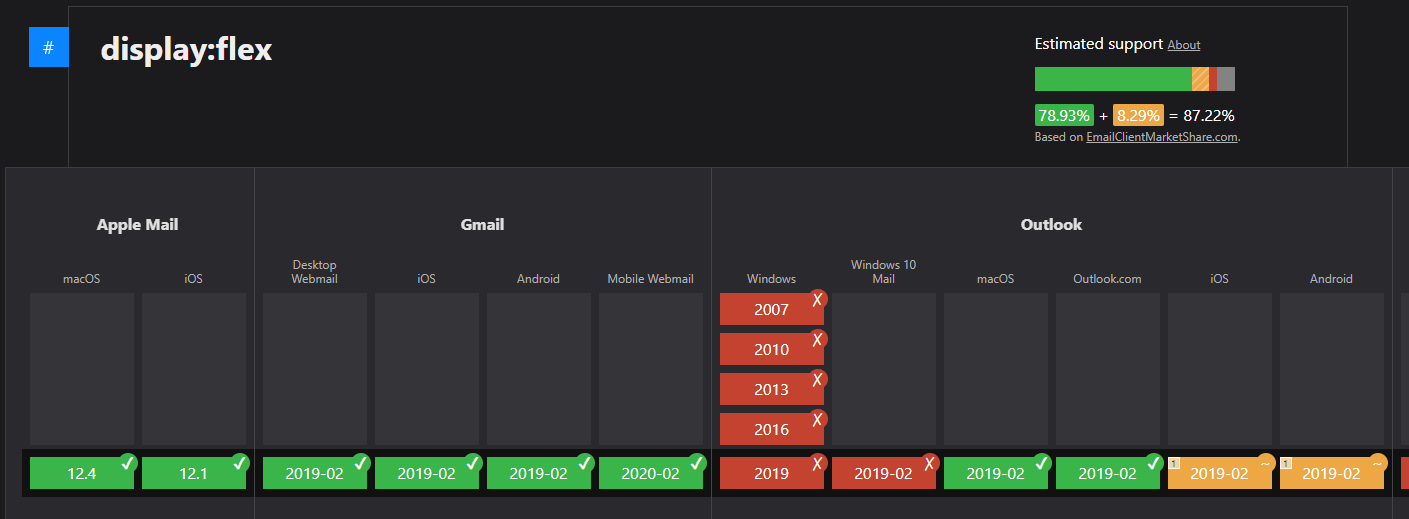 #
display:flex
Estimated support About
78.93% + 8.29% = 87.22%
Based on EmailClientMarketShare.com.
Apple Mail
Gmail
Outlook
macOS
iOS
Desktop
Webmail
iOS
Android
Mobile Webmail
Windows
Windows 10
Mail
macOS
Outlook.com
iOS
Android
2007 ✗
2010 ✗
2013 ✗
2016 ✗
12.4 ✓
12.1 ✓
2019-02 ✓
2019-02 ✓
2019-02 ✓
2020-02 ✓
2019 ✗
2019-02 ✗
2019-02 ✓
2019-02 ✓
1 2019-02 ~
1 2019-02 ~